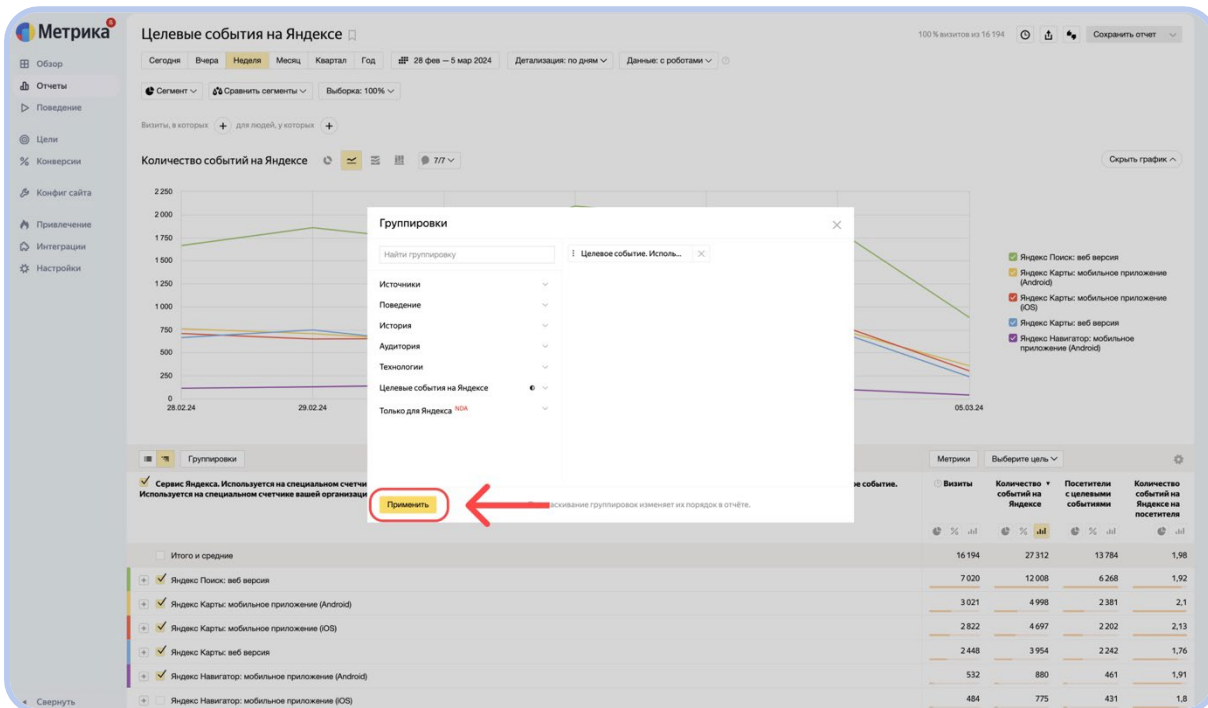 Метрика
6
Целевые события на Яндексе
100 % визитов из 16 194
Сохранить отчет
Сегодня Вчера Неделя Месяц Квартал Год 28 фев — 5 мар 2024 Детализация: по дням Данные: с роботами
Сегмент Сравнить сегменты Выборка: 100%
Визиты, в которых + для людей, у которых +
Обзор
Отчеты
Поведение
Цели
Конверсии
Конфиг сайта
Привлечение
Интеграции
Настройки
Количество событий на Яндексе 7/7 Скрыть график
2 250
2 000
1 750
1 500
1 250
1 000
750
500
250
0
28.02.24 29.02.24 05.03.24
Яндекс Поиск: веб версия
Яндекс Карты: мобильное приложение
(Android)
Яндекс Карты: мобильное приложение
(iOS)
Яндекс Карты: веб версия
Яндекс Навигатор: мобильное
приложение (Android)
Группировки
Найти группировку
Целевое событие. Исполь...
Источники
Поведение
История
Аудитория
Технологии
Целевые события на Яндексе
Только для Яндекса NDA
Применить
аскивание группировок изменяет их порядок в отчёте.
Группировки Метрики Выберите цель
Сервис Яндекса. Используется на специальном счетчи
Используется на специальном счетчике вашей организаци
ое событие.
Визиты
Количество
событий на
Яндексе
Посетители
с целевыми
событиями
Количество
событий на
Яндексе на
посетителя
Итого и средние 16 194 27 312 13 784 1,98
Яндекс Поиск: веб версия 7 020 12 008 6 268 1,92
Яндекс Карты: мобильное приложение (Android) 3 021 4 998 2 381 2,1
Яндекс Карты: мобильное приложение (iOS) 2 822 4 697 2 202 2,13
Яндекс Карты: веб версия 2 448 3 954 2 242 1,76
Яндекс Навигатор: мобильное приложение (Android) 532 880 461 1,91
Яндекс Навигатор: мобильное приложение (iOS) 484 775 431 1,8
Свернуть